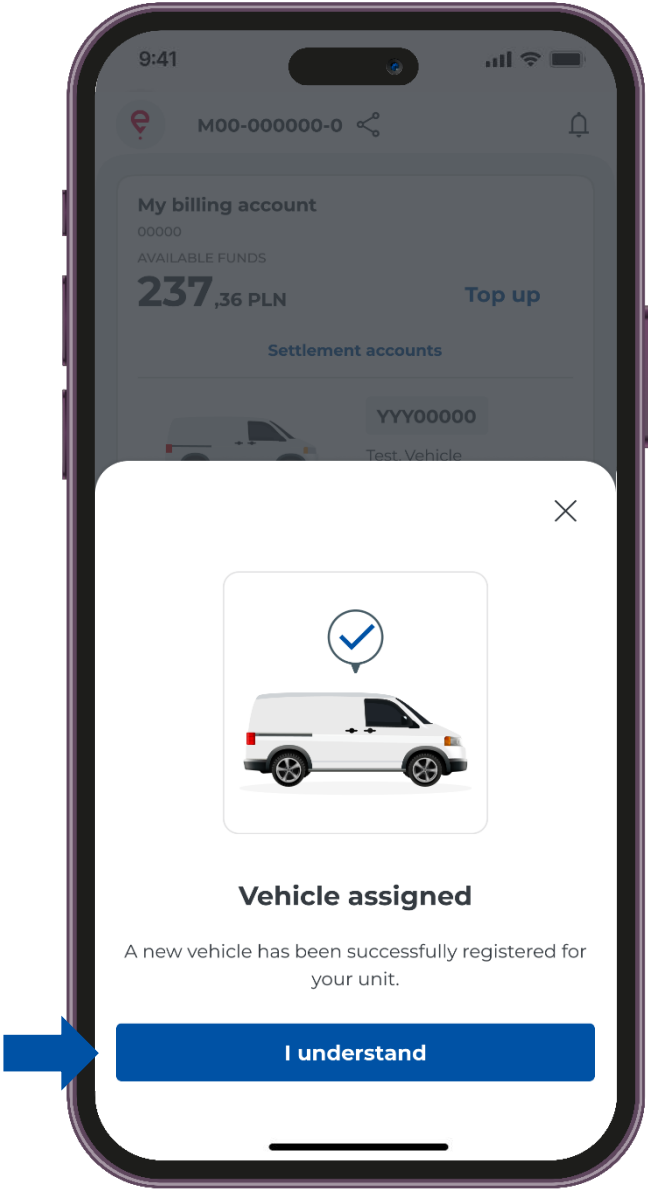 9:41
M00-000000-0
My billing account
00000
AVAILABLE FUNDS
237,36 PLN
Top up
Settlement accounts
YYY00000
Test, Vehicle
Vehicle assigned
A new vehicle has been successfully registered for
your unit.
I understand